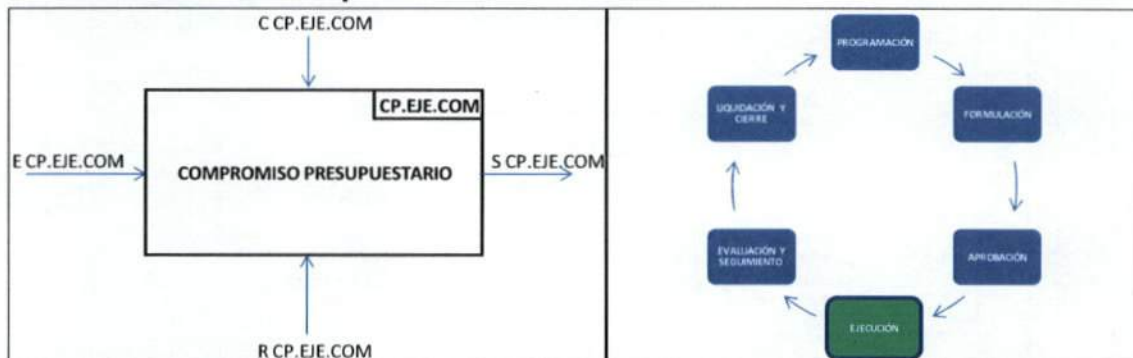 C CP.EJE.COM
CP.EJE.COM
E CP.EJE.COM
COMPROMISO PRESUPUESTARIO
S CP.EJE.COM
R CP.EJE.COM
PROGRAMACIÓN
FORMULACIÓN
APROBACIÓN
EJECUCIÓN
EVALUACIÓN Y
SEGUIMIENTO
LIQUIDACIÓN Y
CIERRE